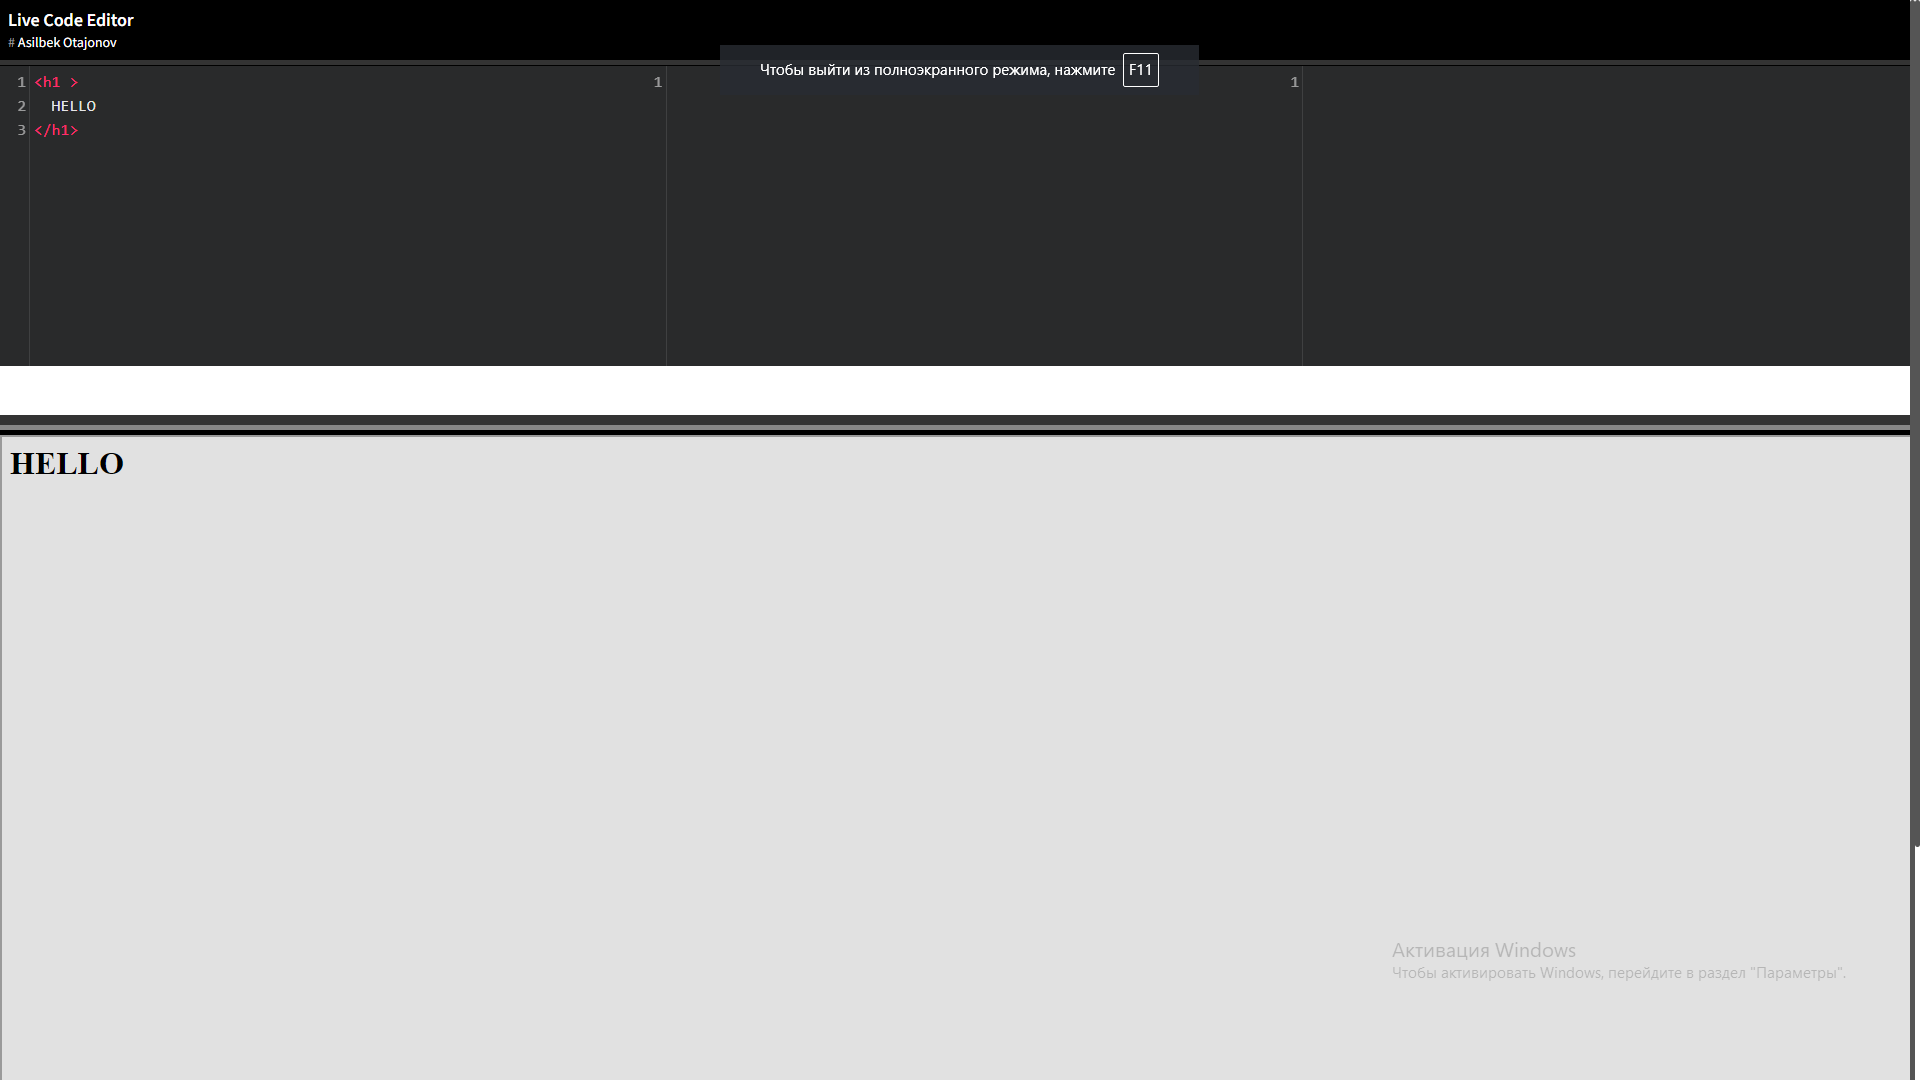 Live Code Editor
# Asilbek Otajonov
Чтобы выйти из полноэкранного режима, нажмите F11
1 <h1 >
2 HELLO
3 </h1>
1
1
HELLO
Активация Windows
Чтобы активировать Windows, перейдите в раздел "Параметры".